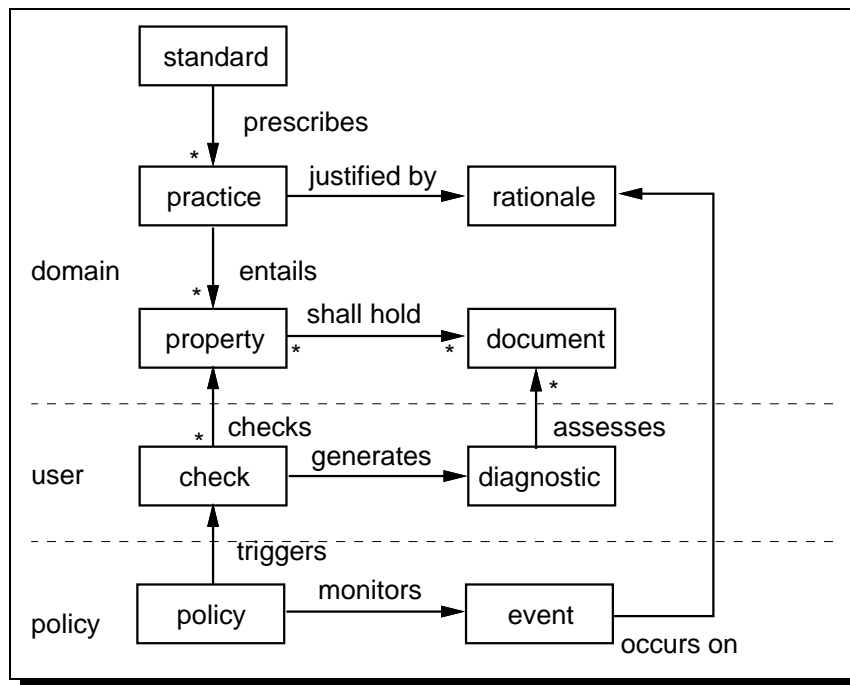 standard
prescribes
*
practice
justified by
rationale
domain
entails
*
property
shall hold
*
*
document
*
checks
*
assesses
user
check
generates
diagnostic
triggers
policy
policy
monitors
event
occurs on